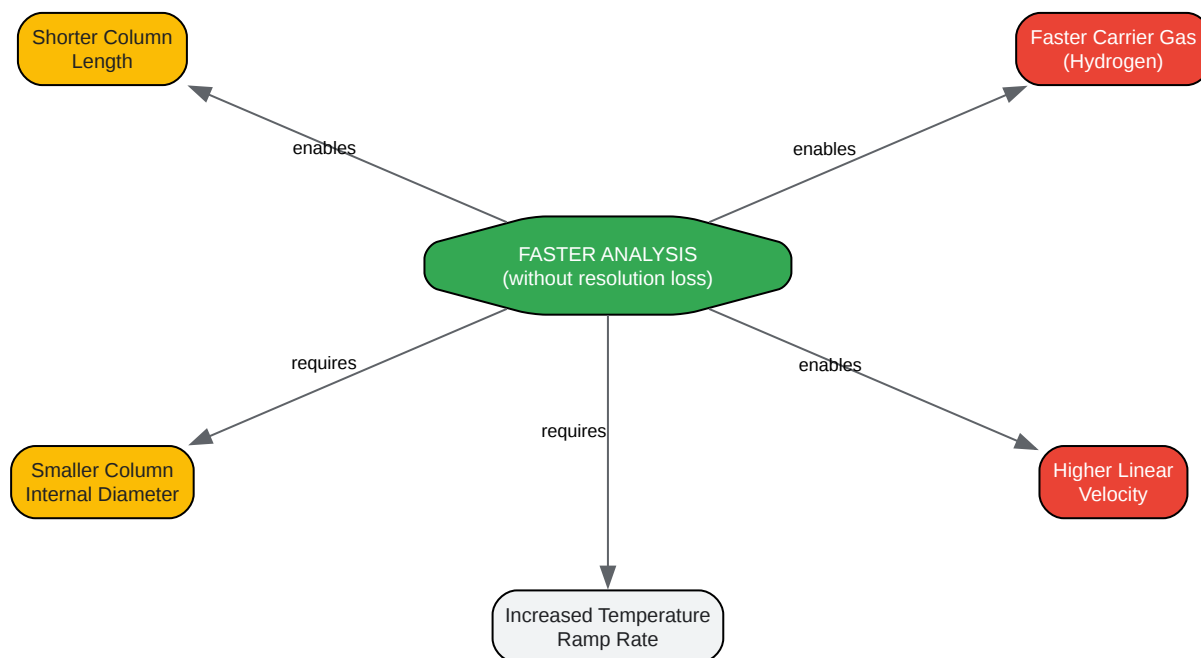 Shorter Column
Length
Faster Carrier Gas
(Hydrogen)
enables
enables
FASTER ANALYSIS
(without resolution loss)
requires
enables
requires
Smaller Column
Internal Diameter
Higher Linear
Velocity
Increased Temperature
Ramp Rate